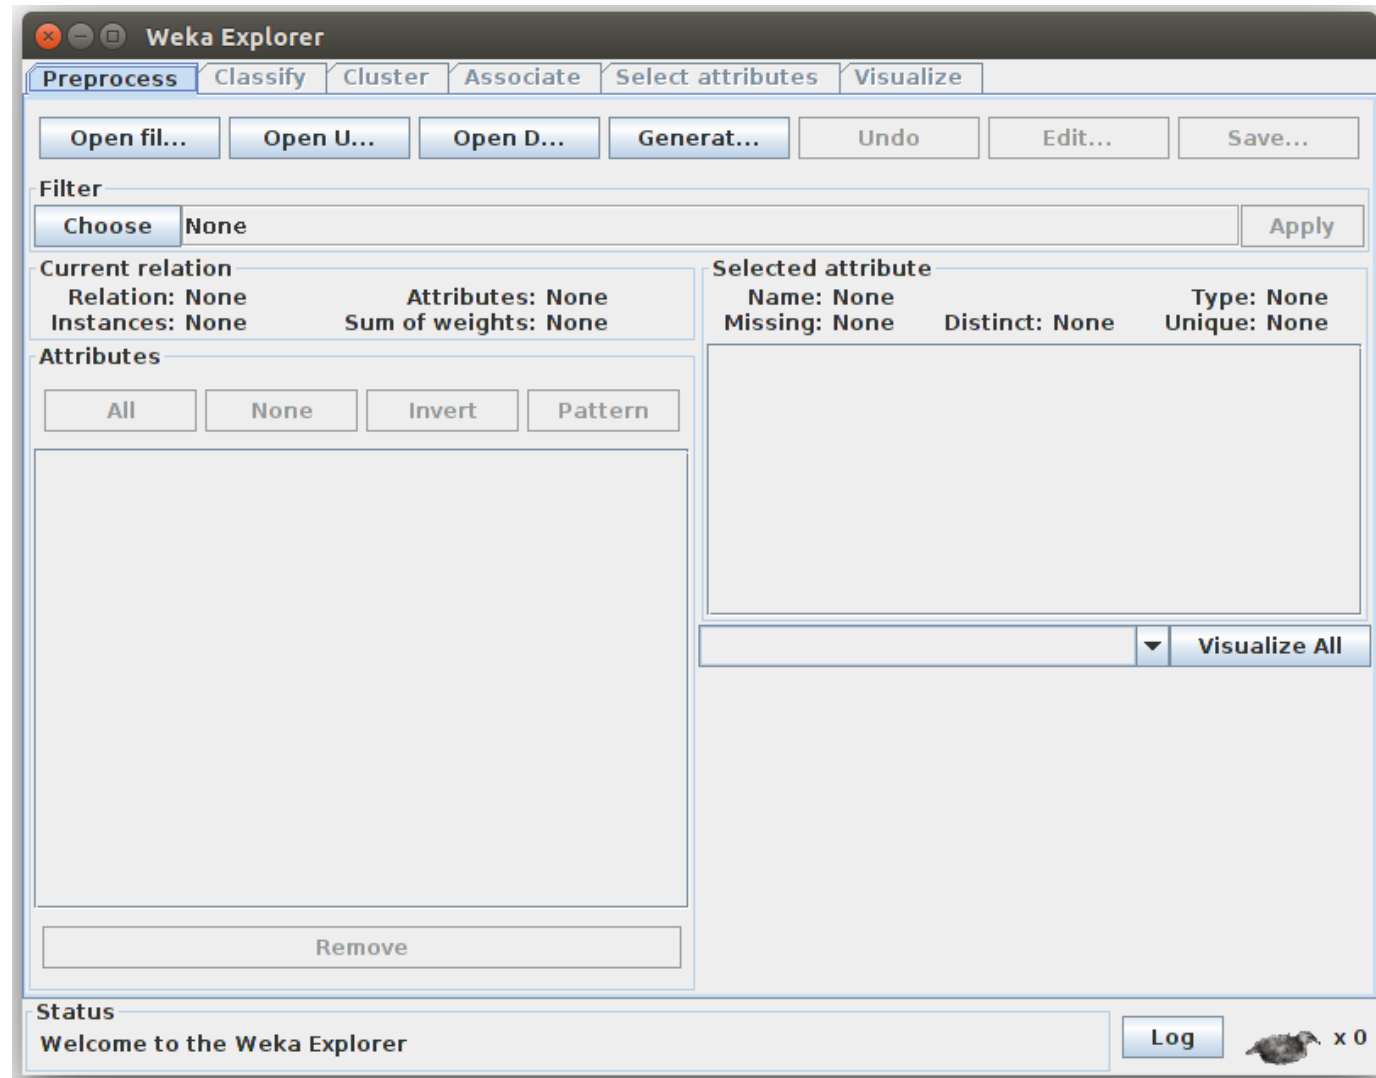 Weka Explorer
Preprocess Classify Cluster Associate Select attributes Visualize
Open fil... Open U... Open D... Generat... Undo Edit... Save...
Filter
Choose None Apply
Current relation
Relation: None Attributes: None
Instances: None Sum of weights: None
Selected attribute
Name: None Type: None
Missing: None Distinct: None Unique: None
Attributes
All None Invert Pattern
Visualize All
Remove
Status
Welcome to the Weka Explorer
Log x 0